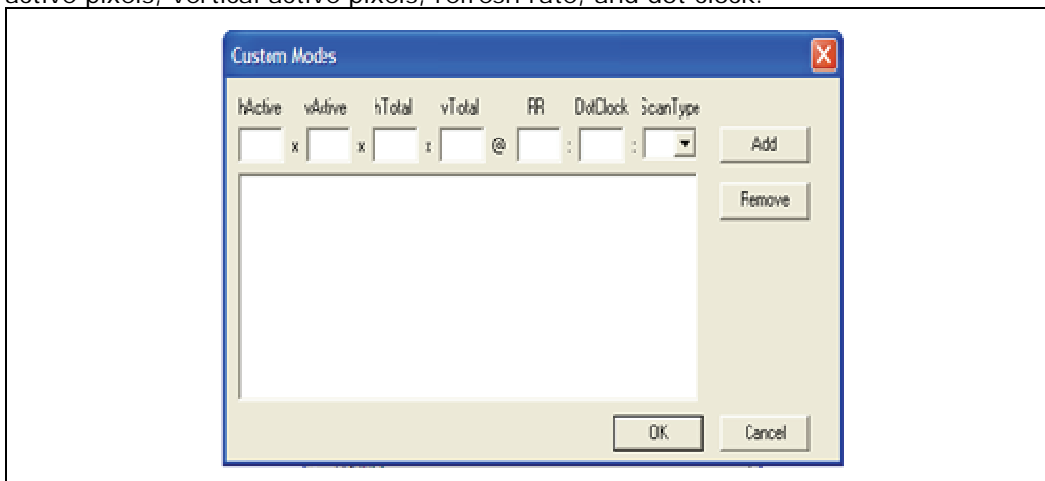 active pixels, vertical active pixels, refresh rate, and dot clock.
Custom Modes
hActive vActive hTotal vTotal RR DotClock ScanType
x x x @ : :
Add
Remove
OK Cancel